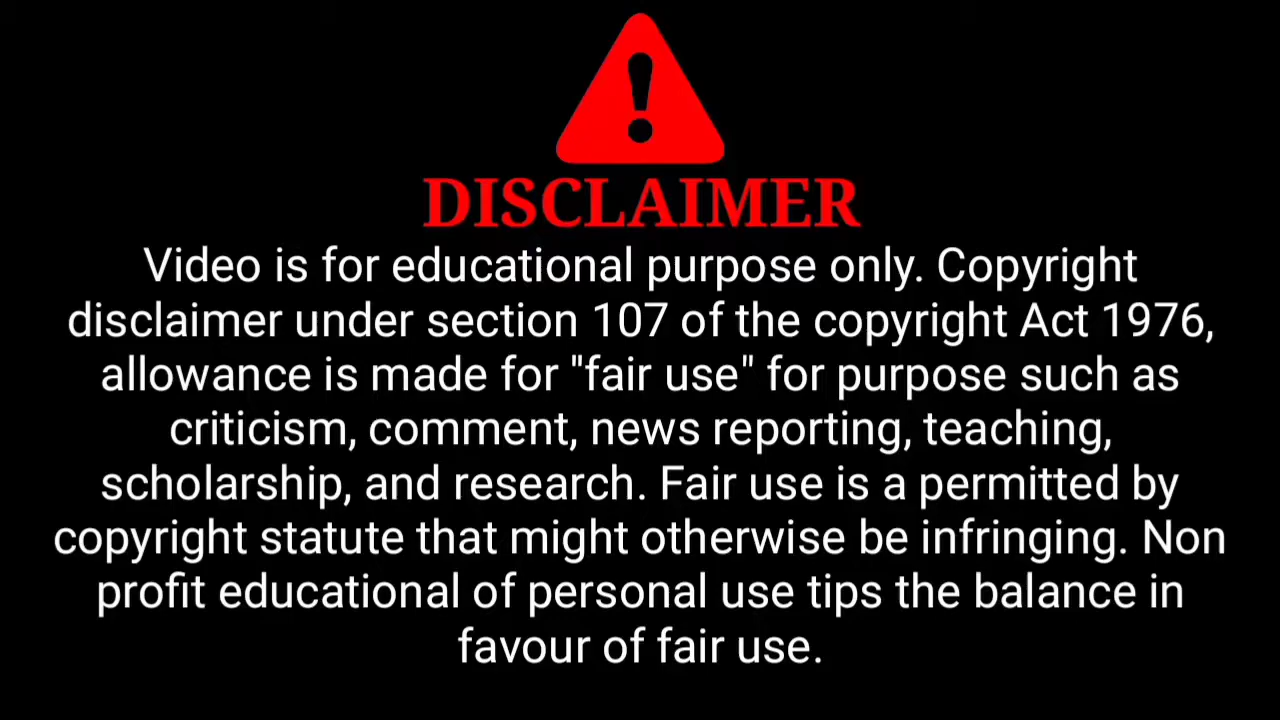 DISCLAIMER
Video is for educational purpose only. Copyright
disclaimer under section 107 of the copyright Act 1976,
allowance is made for "fair use" for purpose such as
criticism, comment, news reporting, teaching,
scholarship, and research. Fair use is a permitted by
copyright statute that might otherwise be infringing. Non
profit educational of personal use tips the balance in
favour of fair use.